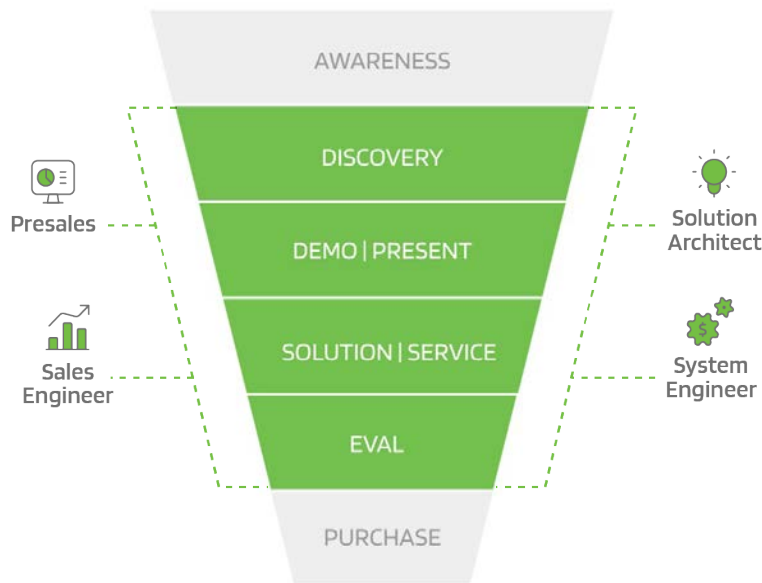 AWARENESS
DISCOVERY
Presales
Solution
Architect
DEMO | PRESENT
SOLUTION | SERVICE
Sales
Engineer
System
Engineer
EVAL
PURCHASE